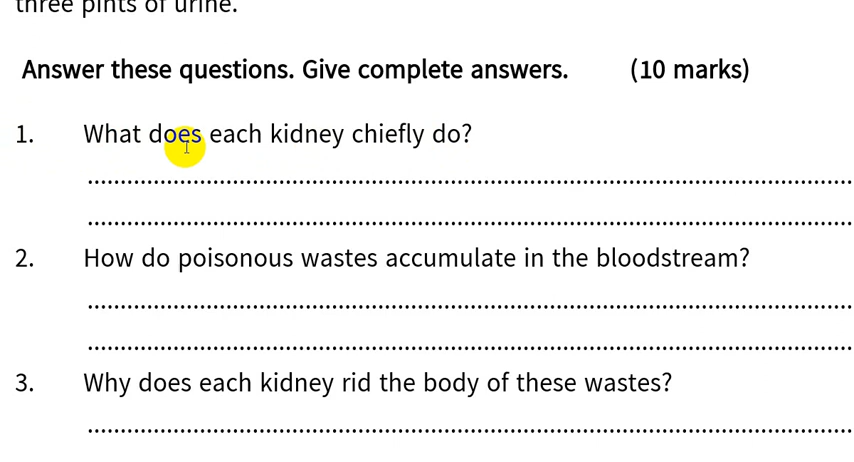 three pints of urine.
Answer these questions. Give complete answers. (10 marks)
1. What does each kidney chiefly do?
................................................................................................................
................................................................................................................
2. How do poisonous wastes accumulate in the bloodstream?
................................................................................................................
................................................................................................................
3. Why does each kidney rid the body of these wastes?
................................................................................................................